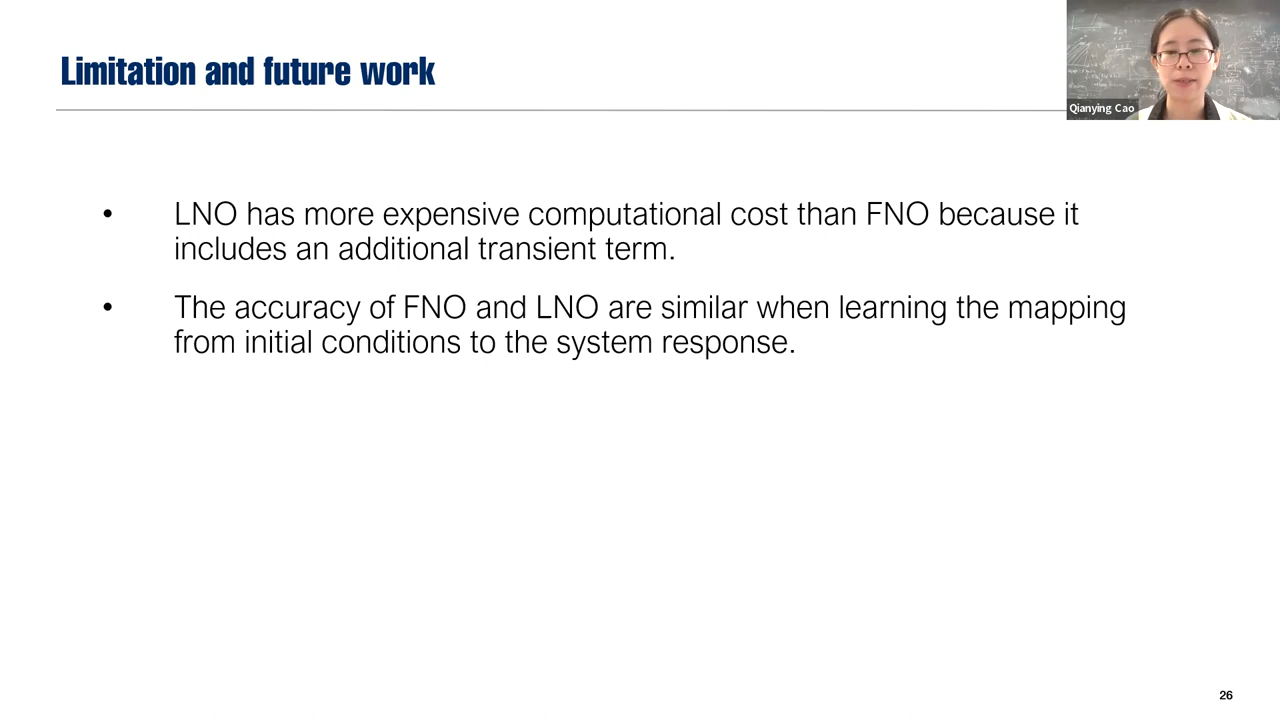 Limitation and future work
Qianying Cao
• LNO has more expensive computational cost than FNO because it
includes an additional transient term.
• The accuracy of FNO and LNO are similar when learning the mapping
from initial conditions to the system response.
26